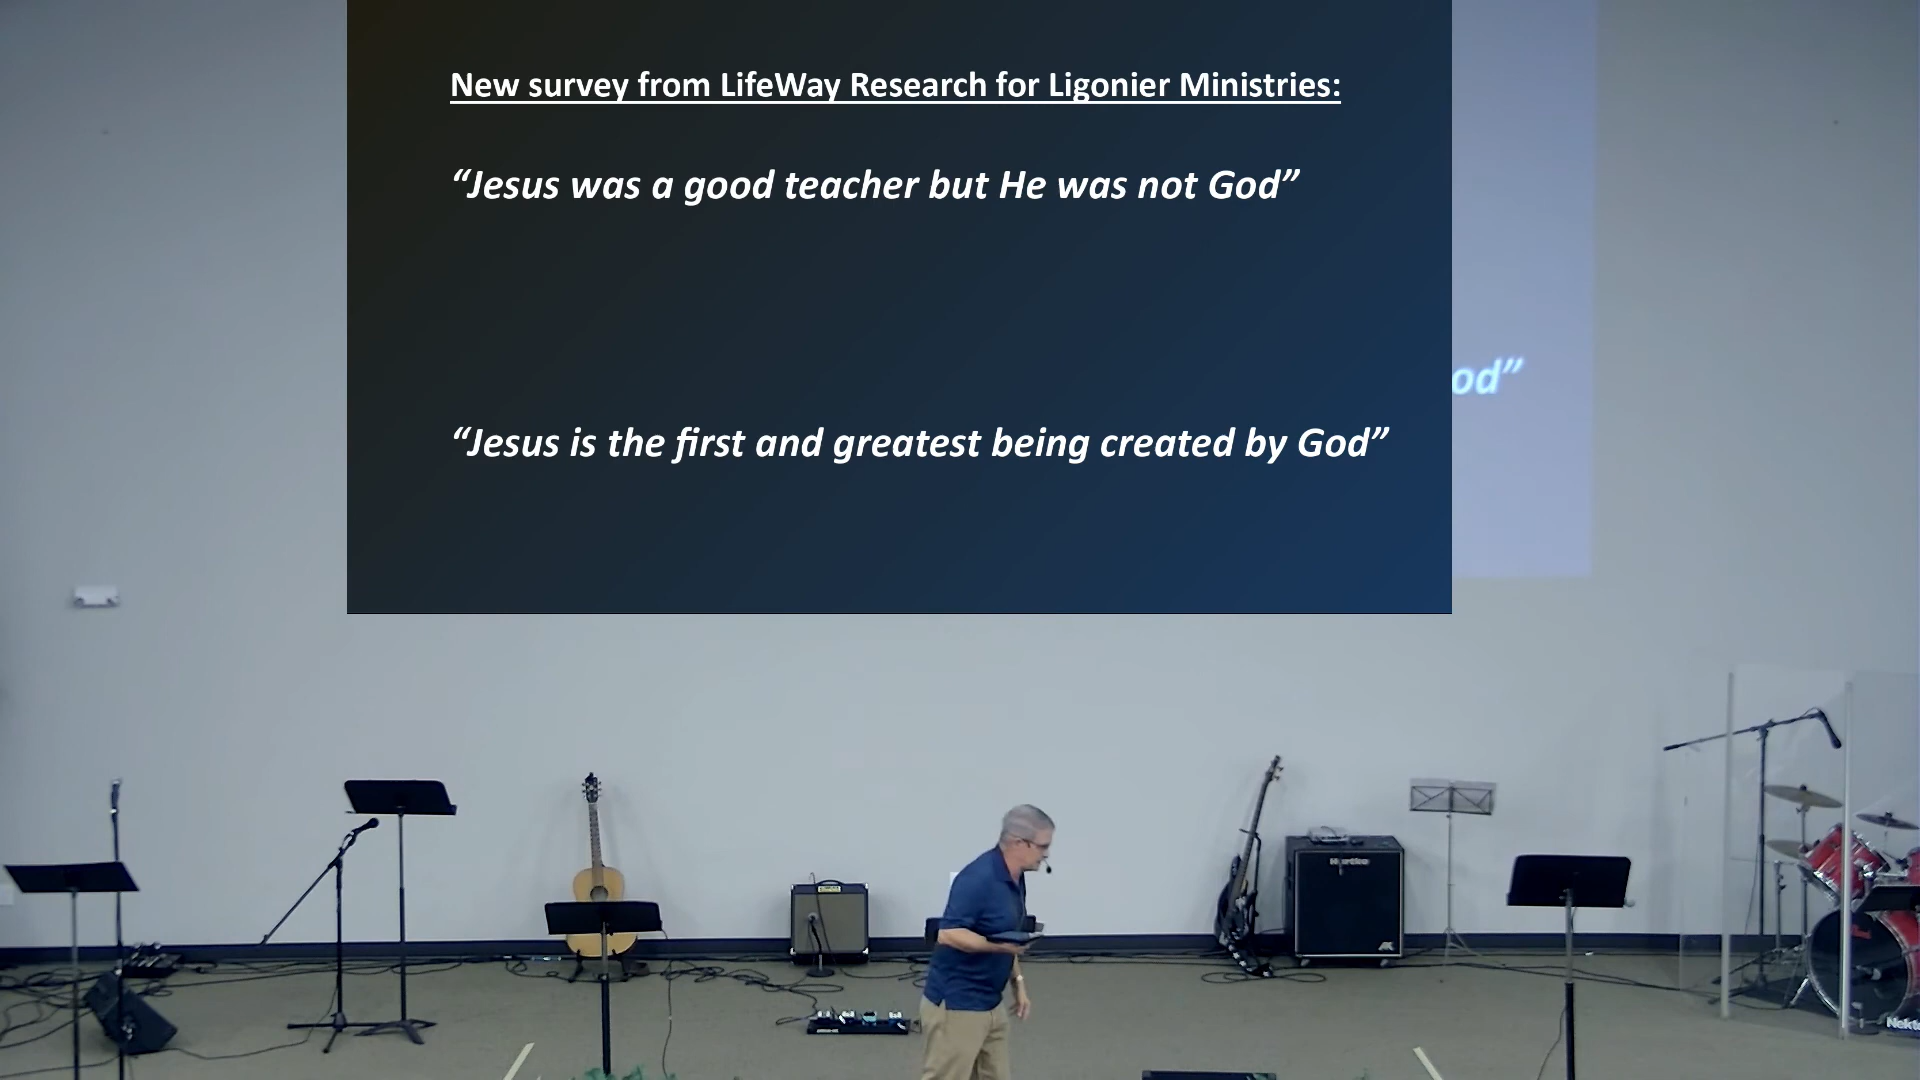 New survey from LifeWay Research for Ligonier Ministries:
“Jesus was a good teacher but He was not God”
od”
“Jesus is the first and greatest being created by God”
Hartke